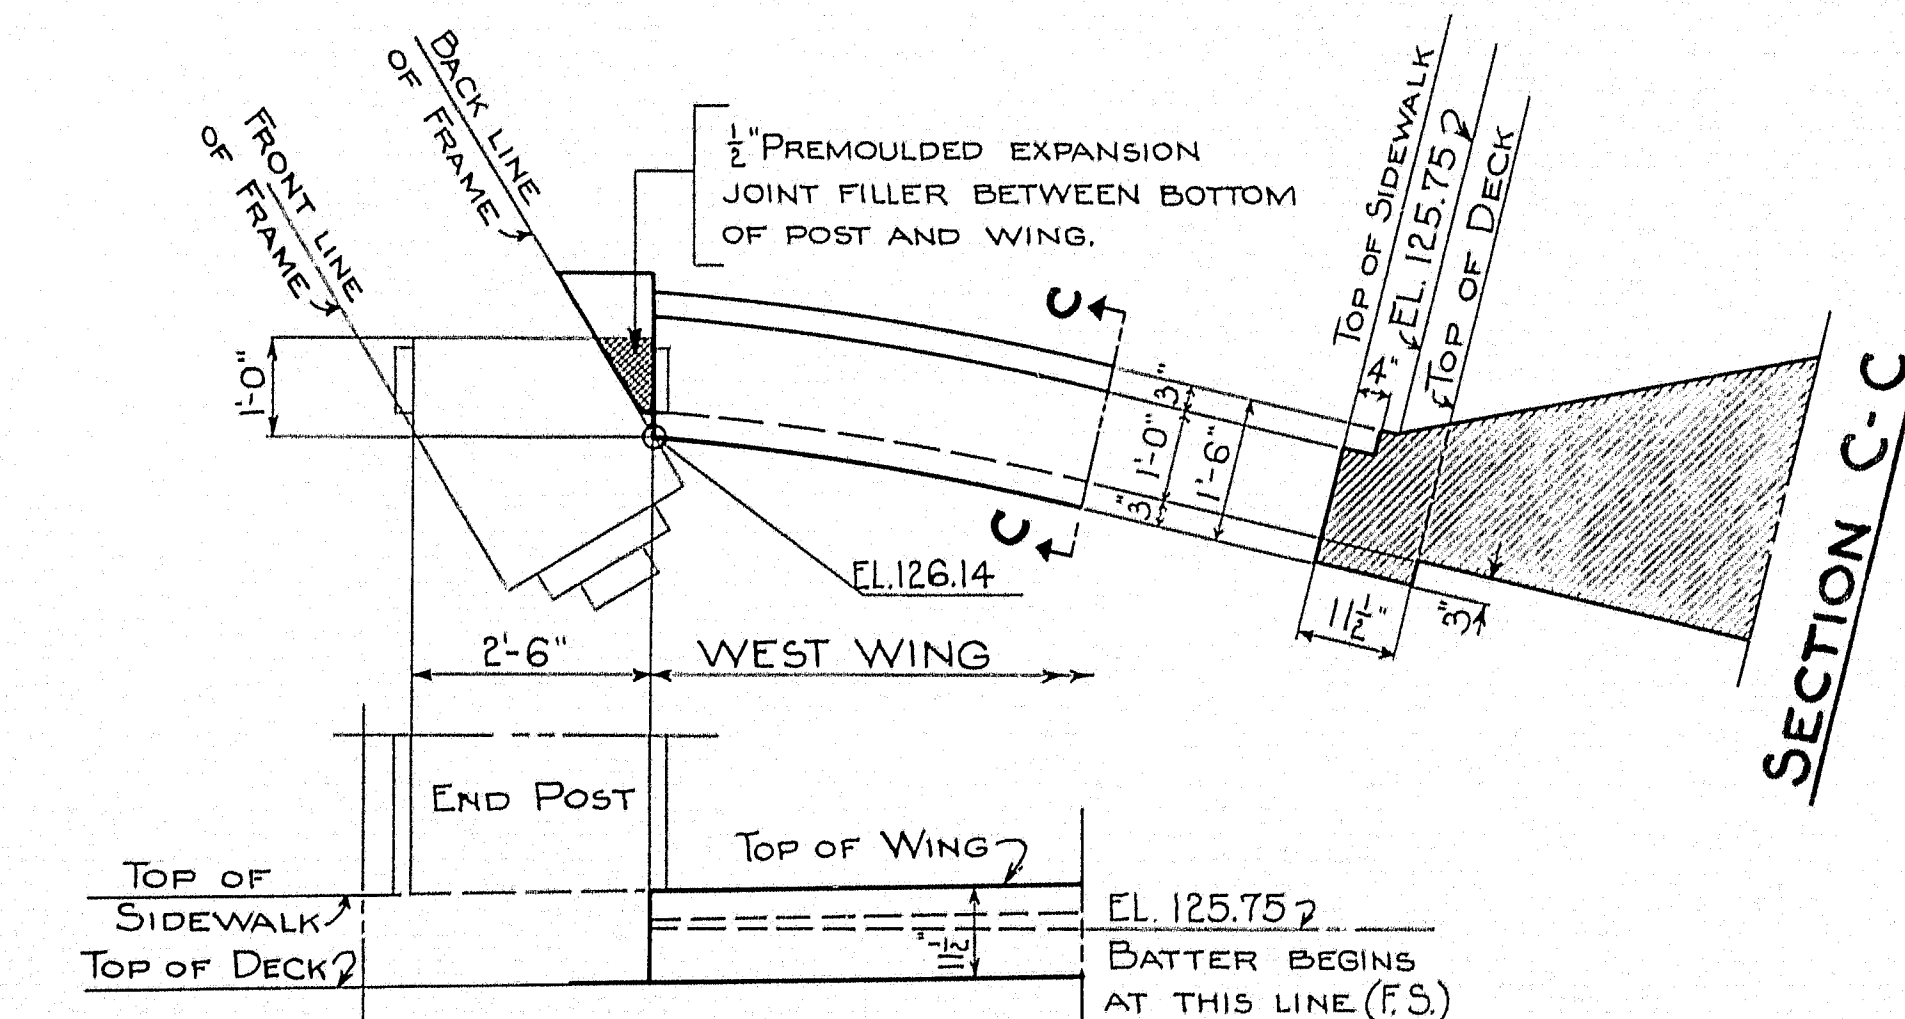 BACK LINE
OF FRAME
FRONT LINE
OF FRAME
1/2" PREMOULDED EXPANSION
JOINT FILLER BETWEEN BOTTOM
OF POST AND WING.
TOP OF SIDEWALK
EL. 125.75
TOP OF DECK
4"
C
C
3"
1'-0"
3"
1'-6"
1'-0"
EL. 126.14
11 1/2"
3"
SECTION C-C
2'-6"
WEST WING
END POST
TOP OF WING
TOP OF
SIDEWALK
TOP OF DECK
11 1/2"
EL. 125.75
BATTER BEGINS
AT THIS LINE (F.S.)